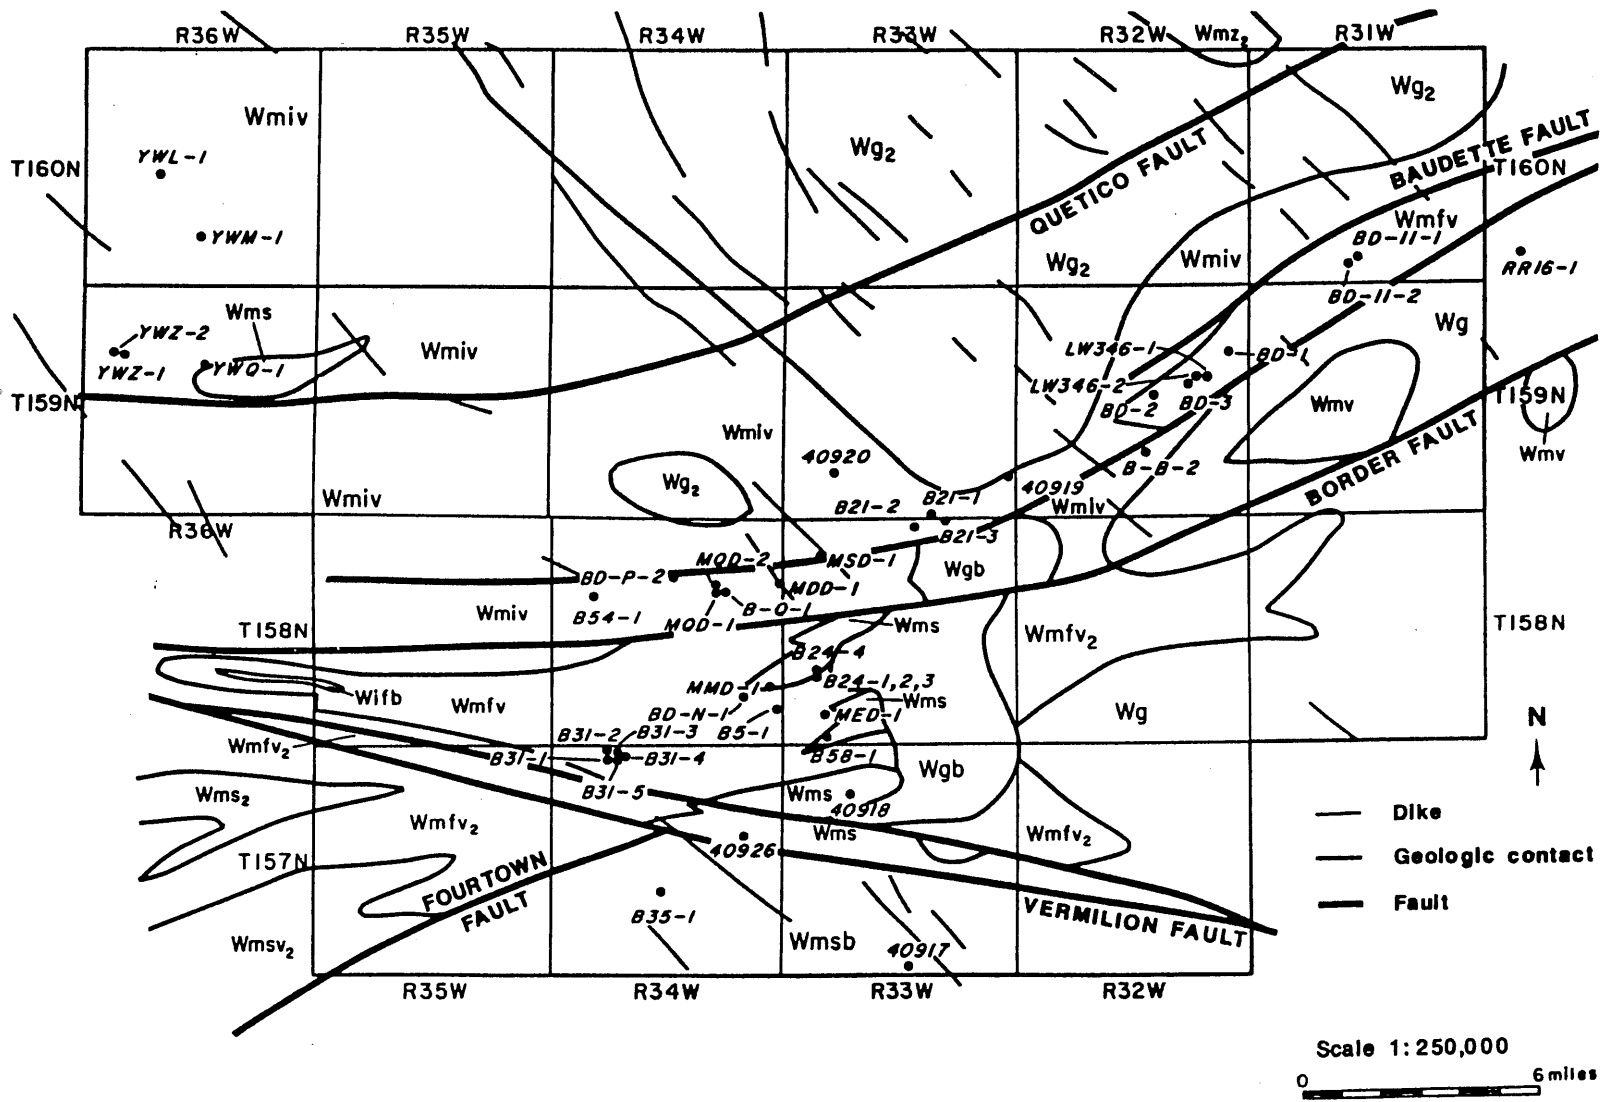 R36W R35W R34W R33W R32W Wmz2 R31W
Wmiv
Wg2
Wg2
YWL-1
T160N
QUETICO FAULT
BAUDETTE FAULT
T160N
YWM-1
Wmfv
BD-11-1
Wg2
Wmiv
RR16-1
BD-11-2
Wms
YWZ-2
YWZ-1
YWQ-1
Wmiv
Wg
LW346-1
BD-1
LW346-2
BD-2
BD-3
Wmv
T159N
T159N
Wmiv
BORDER FAULT
Wmv
40920
B-B-2
Wg2
Wmiv
40919
B21-1
B21-2
Wmiv
R36W
B21-3
MQD-2
MSD-1
Wgb
BD-P-2
MDD-1
Wmiv
B54-1
B-Q-1
MQD-1
T158N
Wms
Wmfv2
T158N
B24-4
MMD-1
B24-1,2,3
Wifb
Wmfv
BD-N-1
Wms
MED-1
Wg
B31-2
B31-3
B5-1
Wmfv2
B31-1
B31-4
B58-1
Wgb
N
B31-5
Wms
Wms2
40918
Dike
Wmfv2
Wms
Wmfv2
40926
Geologic contact
T157N
FOURTOWN
FAULT
Fault
B35-1
VERMILION FAULT
Wmsv2
Wmsb
40917
R35W R34W R33W R32W
Scale 1:250,000
0 6 miles